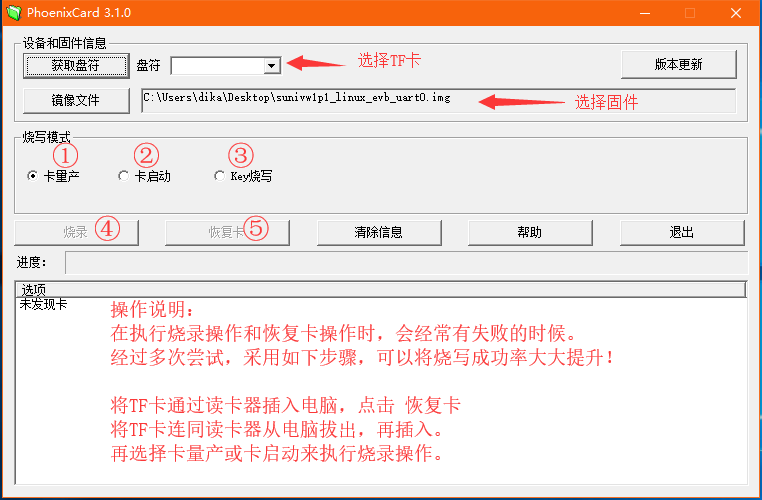 PhoenixCard 3.1.0
设备和固件信息
获取盘符 盘符 选择TF卡 版本更新
镜像文件 C:\Users\dika\Desktop\sunivw1p1_linux_evb_uart0.img 选择固件
烧写模式
① ② ③
卡量产 卡启动 Key烧写
烧录 ④ 恢复卡 ⑤ 清除信息 帮助 退出
进度：
选项
未发现卡
操作说明：
在执行烧录操作和恢复卡操作时，会经常有失败的时候。
经过多次尝试，采用如下步骤，可以将烧写成功率大大提升！
将TF卡通过读卡器插入电脑，点击 恢复卡
将TF卡连同读卡器从电脑拔出，再插入。
再选择卡量产或卡启动来执行烧录操作。